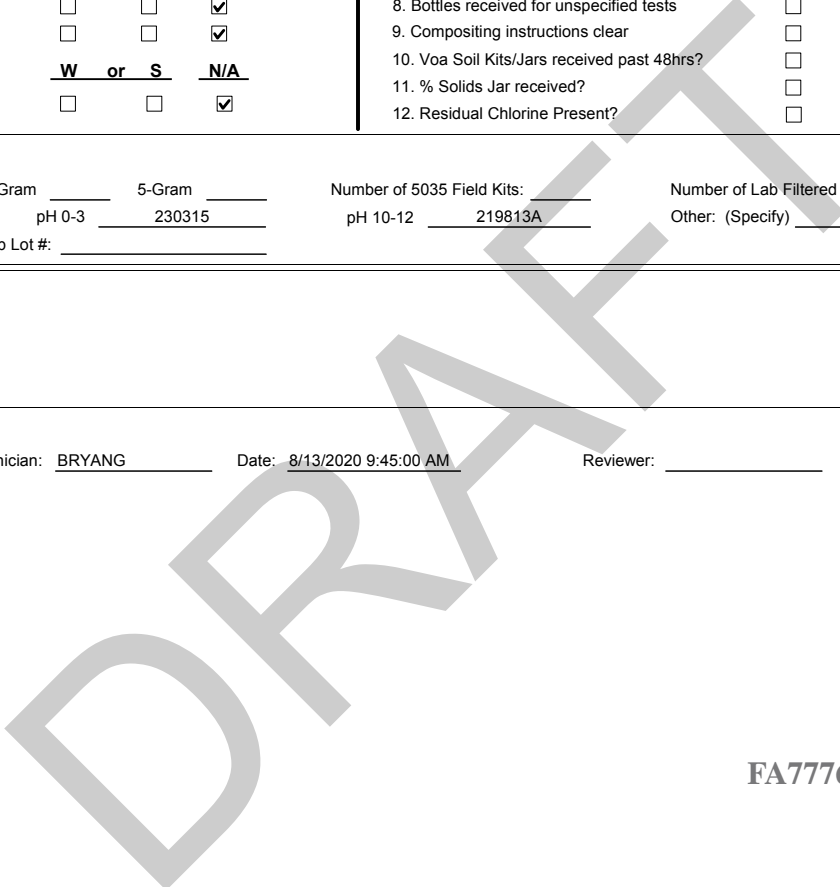 8. Bottles received for unspecified tests
9. Compositing instructions clear
W or S N/A
10. Voa Soil Kits/Jars received past 48hrs?
11. % Solids Jar received?
12. Residual Chlorine Present?
Gram 5-Gram Number of 5035 Field Kits: Number of Lab Filtered
pH 0-3 230315 pH 10-12 219813A Other: (Specify)
Lot #:
BRYANG Date: 8/13/2020 9:45:00 AM Reviewer:
DRAFT